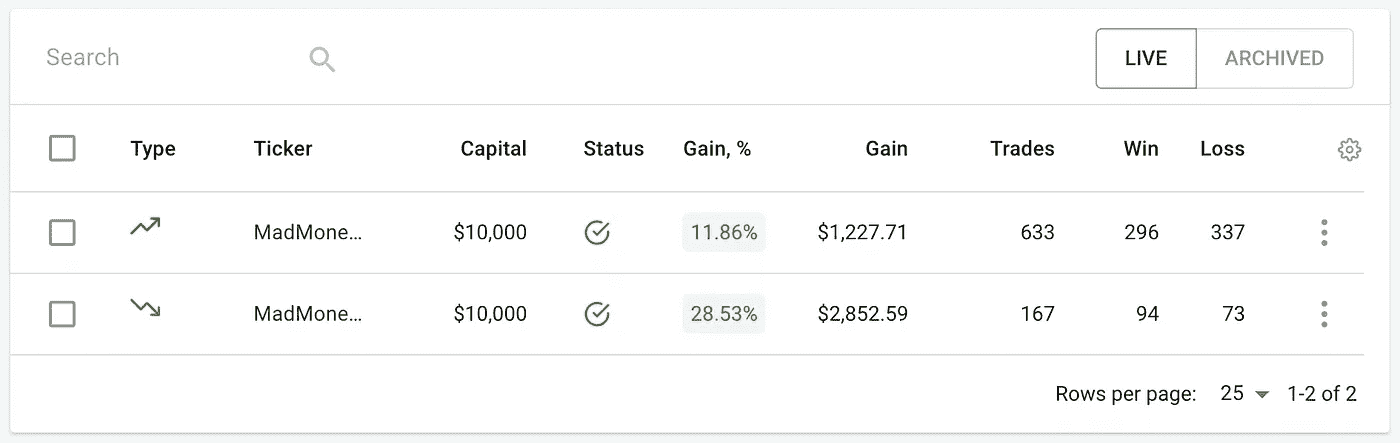 Search LIVE ARCHIVED
Type Ticker Capital Status Gain, % Gain Trades Win Loss
MadMone... $10,000 11.86% $1,227.71 633 296 337
MadMone... $10,000 28.53% $2,852.59 167 94 73
Rows per page: 25 1-2 of 2